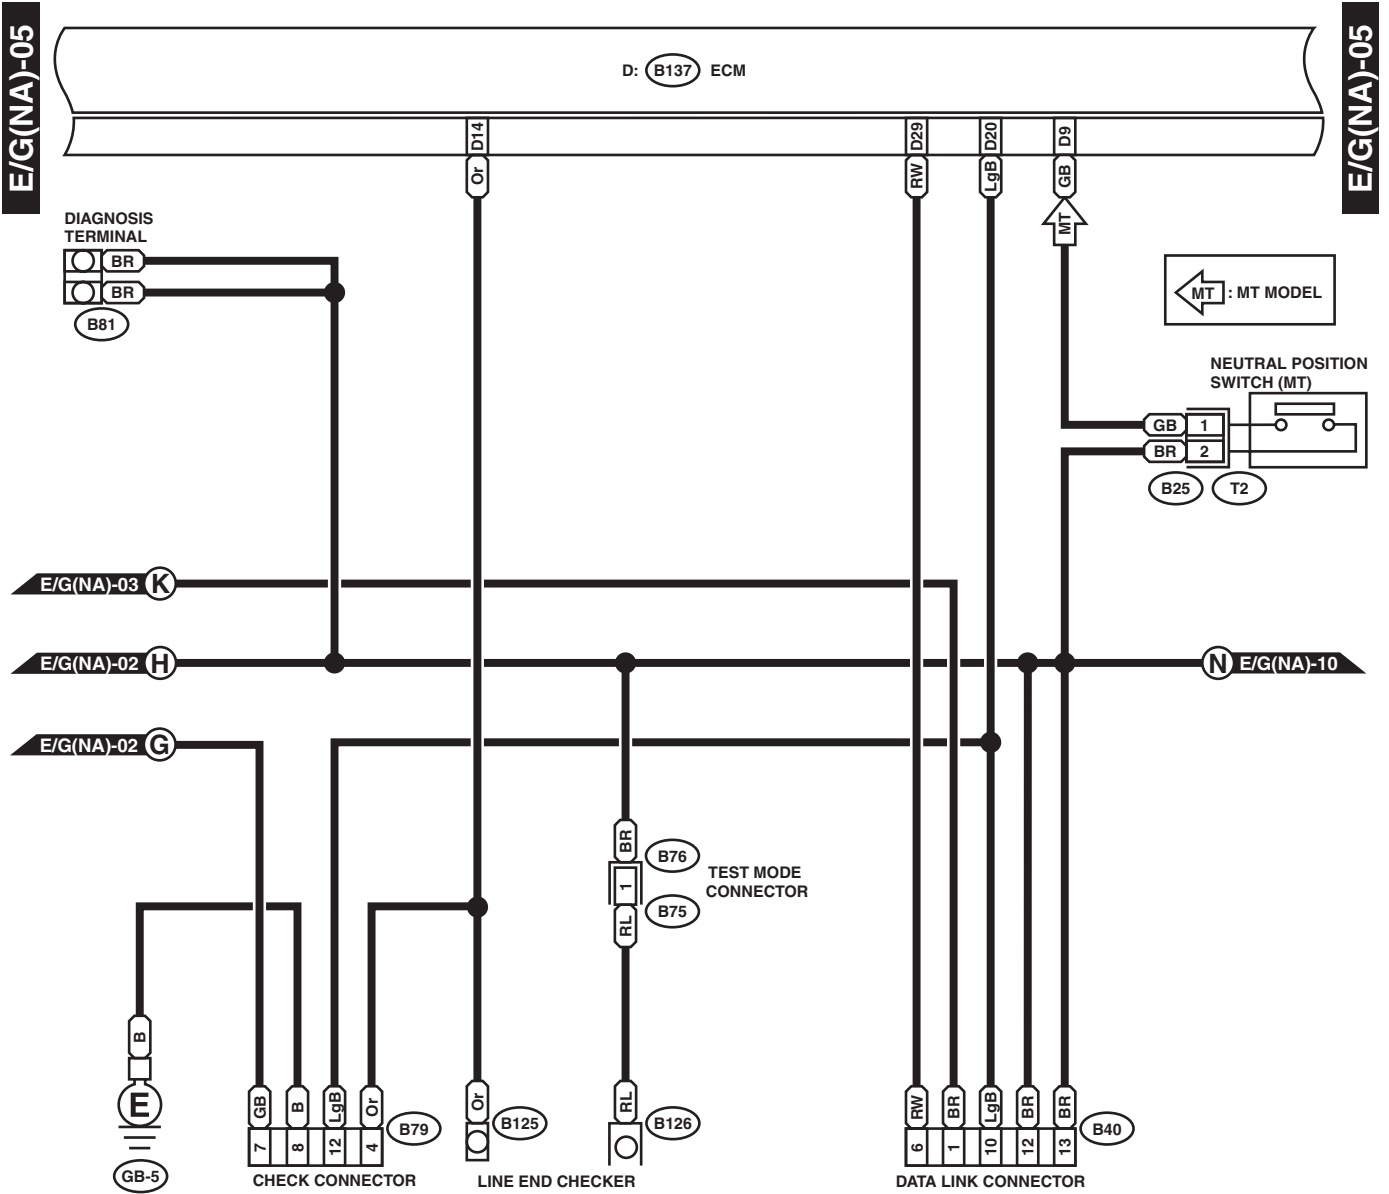 E/G(NA)-05
E/G(NA)-05
D: B137 ECM
D14
D29
D20
D9
Or
RW
LgB
GB
MT
DIAGNOSIS
TERMINAL
BR
BR
B81
MT : MT MODEL
NEUTRAL POSITION
SWITCH (MT)
GB 1
BR 2
B25 T2
E/G(NA)-03 K
E/G(NA)-02 H
N E/G(NA)-10
E/G(NA)-02 G
BR
B76
1
TEST MODE
CONNECTOR
B75
RL
B
E
GB-5
GB
B
LgB
Or
7
8
12
4
B79
CHECK CONNECTOR
Or
B125
RL
B126
LINE END CHECKER
RW
BR
LgB
BR
BR
6
1
10
12
13
B40
DATA LINK CONNECTOR